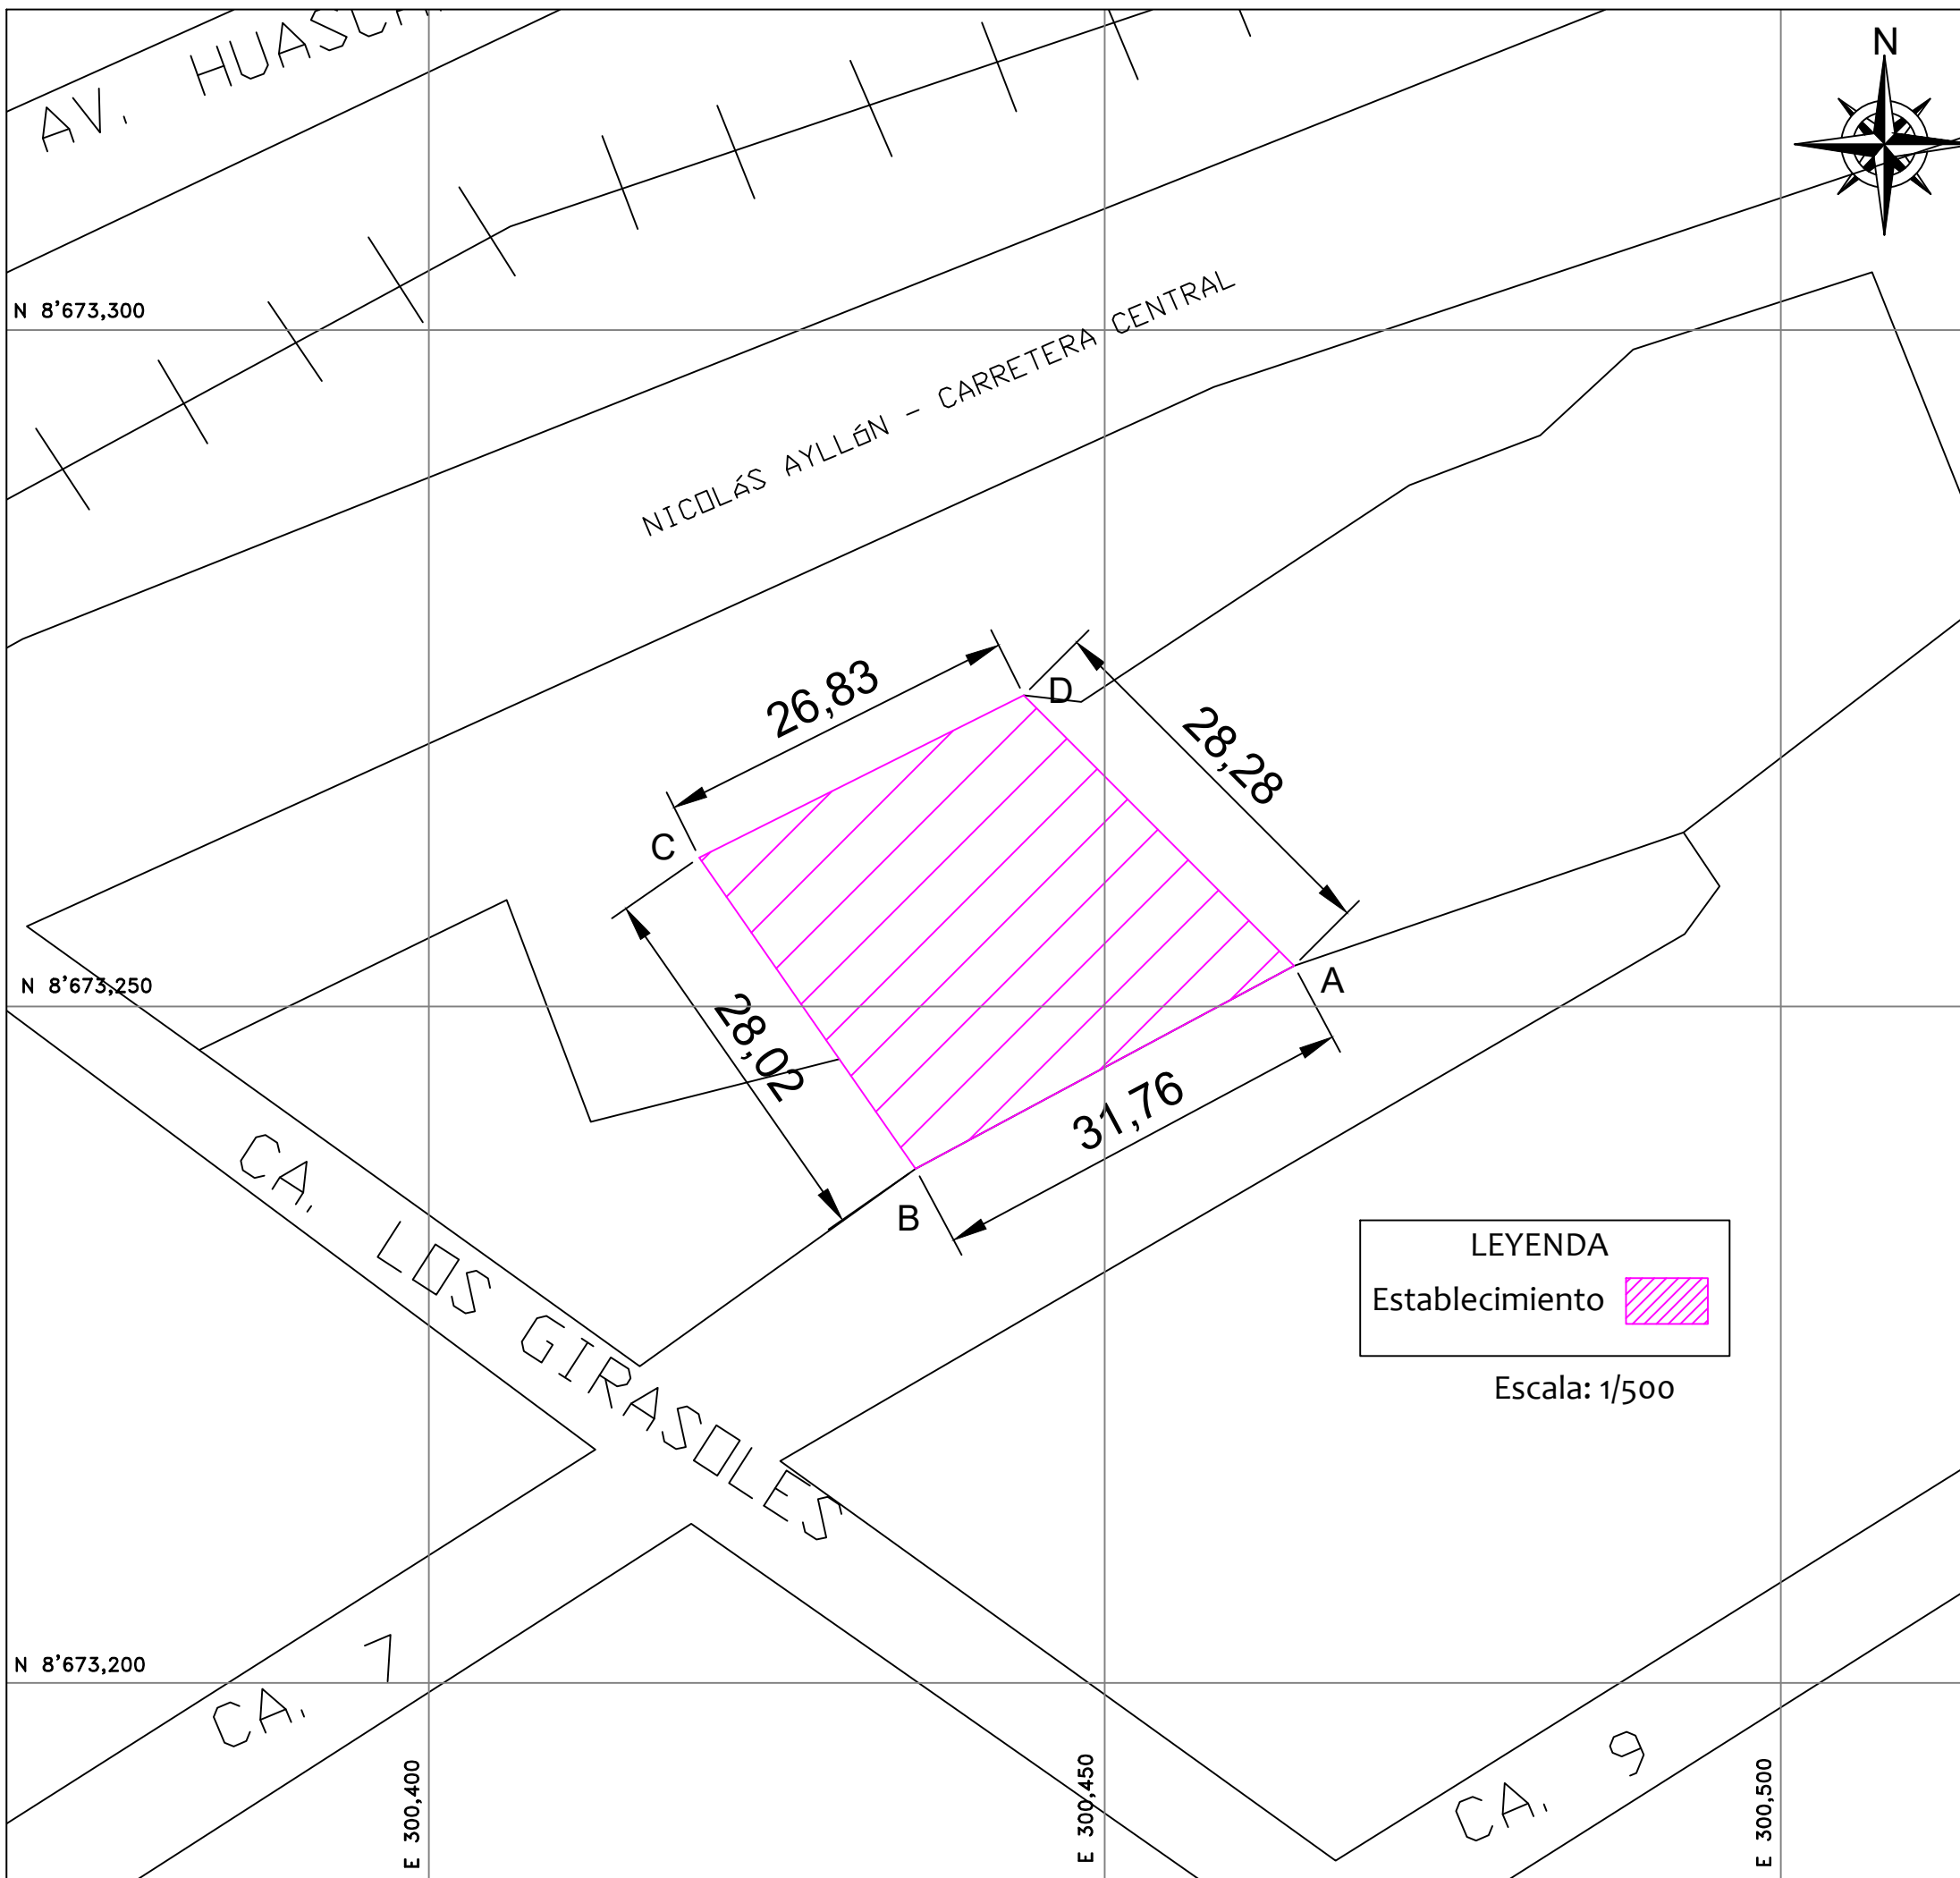 AV. HUASCA
N
N 8'673,300
NICOLÁS AYLLÓN - CARRETERA CENTRAL
26,83
D
28,28
C
N 8'673,250
A
28,02
31,76
B
CA. LOS GIRASOLES
LEYENDA
Establecimiento
Escala: 1/500
N 8'673,200
CA. 7
CA. 9
E 300,400
E 300,450
E 300,500